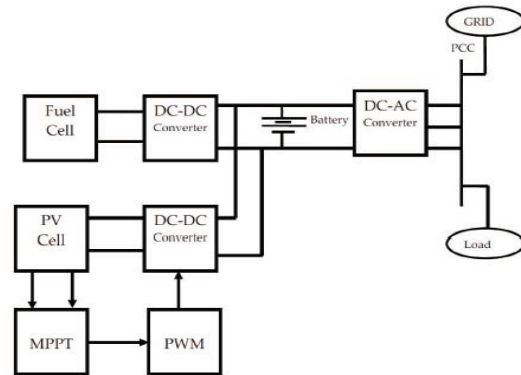 GRID
PCC
Fuel
Cell
DC-DC
Converter
Battery
DC-AC
Converter
PV
Cell
DC-DC
Converter
Load
MPPT
PWM